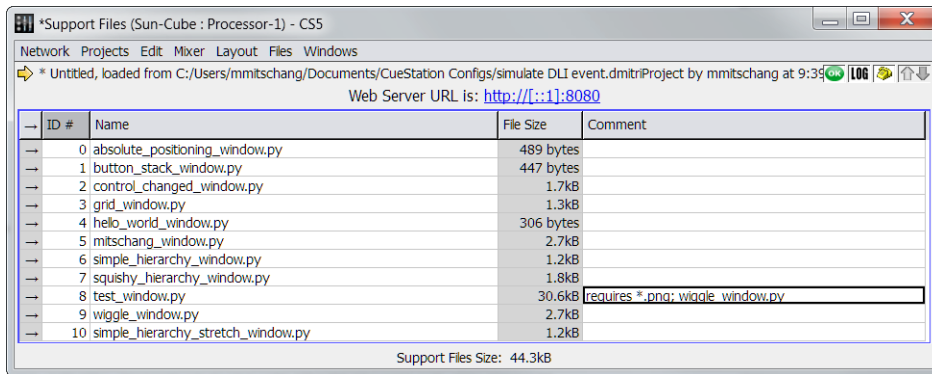 *Support Files (Sun-Cube : Processor-1) - CS5
Network Projects Edit Mixer Layout Files Windows
* Untitled, loaded from C:/Users/mmitschang/Documents/CueStation Configs/simulate DLI event.dmitriProject by mmitschang at 9:39 OK LOG
Web Server URL is: http://[::1]:8080
→ ID # Name File Size Comment
→ 0 absolute_positioning_window.py 489 bytes
→ 1 button_stack_window.py 447 bytes
→ 2 control_changed_window.py 1.7kB
→ 3 grid_window.py 1.3kB
→ 4 hello_world_window.py 306 bytes
→ 5 mitschang_window.py 2.7kB
→ 6 simple_hierarchy_window.py 1.2kB
→ 7 squishy_hierarchy_window.py 1.8kB
→ 8 test_window.py 30.6kB requires *.png; wiggle_window.py
→ 9 wiggle_window.py 2.7kB
→ 10 simple_hierarchy_stretch_window.py 1.2kB
Support Files Size: 44.3kB